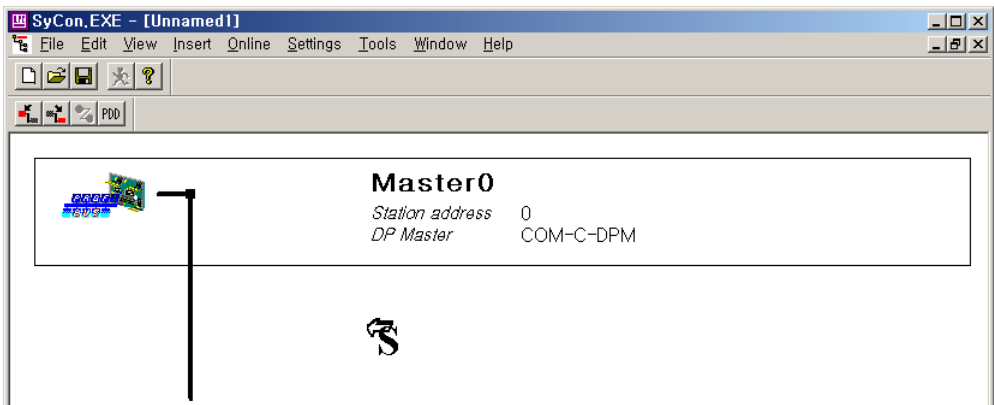 SyCon.EXE - [Unnamed1]
File Edit View Insert Online Settings Tools Window Help
PDD
Master0
Station address 0
DP Master COM-C-DPM
S